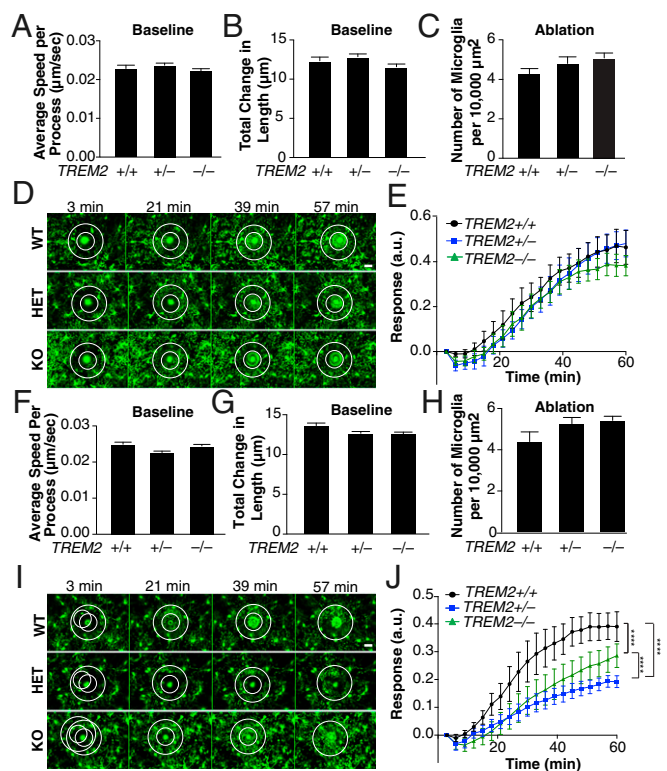 A
Baseline
Average Speed per
Process (µm/sec)
0.04
0.03
0.02
0.01
0.00
TREM2 +/+ +/− −/−
B
Baseline
Total Change in
Length (µm)
15
10
5
0
+/+ +/− −/−
C
Ablation
Number of Microglia
per 10,000 µm2
6
4
2
0
TREM2 +/+ +/− −/−
D
3 min 21 min 39 min 57 min
WT
HET
KO
E
TREM2+/+
TREM2+/−
TREM2−/−
Response (a.u.)
0.6
0.4
0.2
0.0
20 40 60
Time (min)
F
Baseline
Average Speed Per
Process (µm/sec)
0.04
0.03
0.02
0.01
0.00
TREM2 +/+ +/− −/−
G
Baseline
Total Change in
Length (µm)
15
10
5
0
TREM2 +/+ +/− −/−
H
Ablation
Number of Microglia
per 10,000 µm2
6
4
2
0
TREM2 +/+ +/− −/−
I
3 min 21 min 39 min 57 min
WT
HET
KO
J
TREM2+/+
TREM2+/−
TREM2−/−
Response (a.u.)
0.5
0.4
0.3
0.2
0.1
0.0
20 40 60
Time (min)
****
****
****